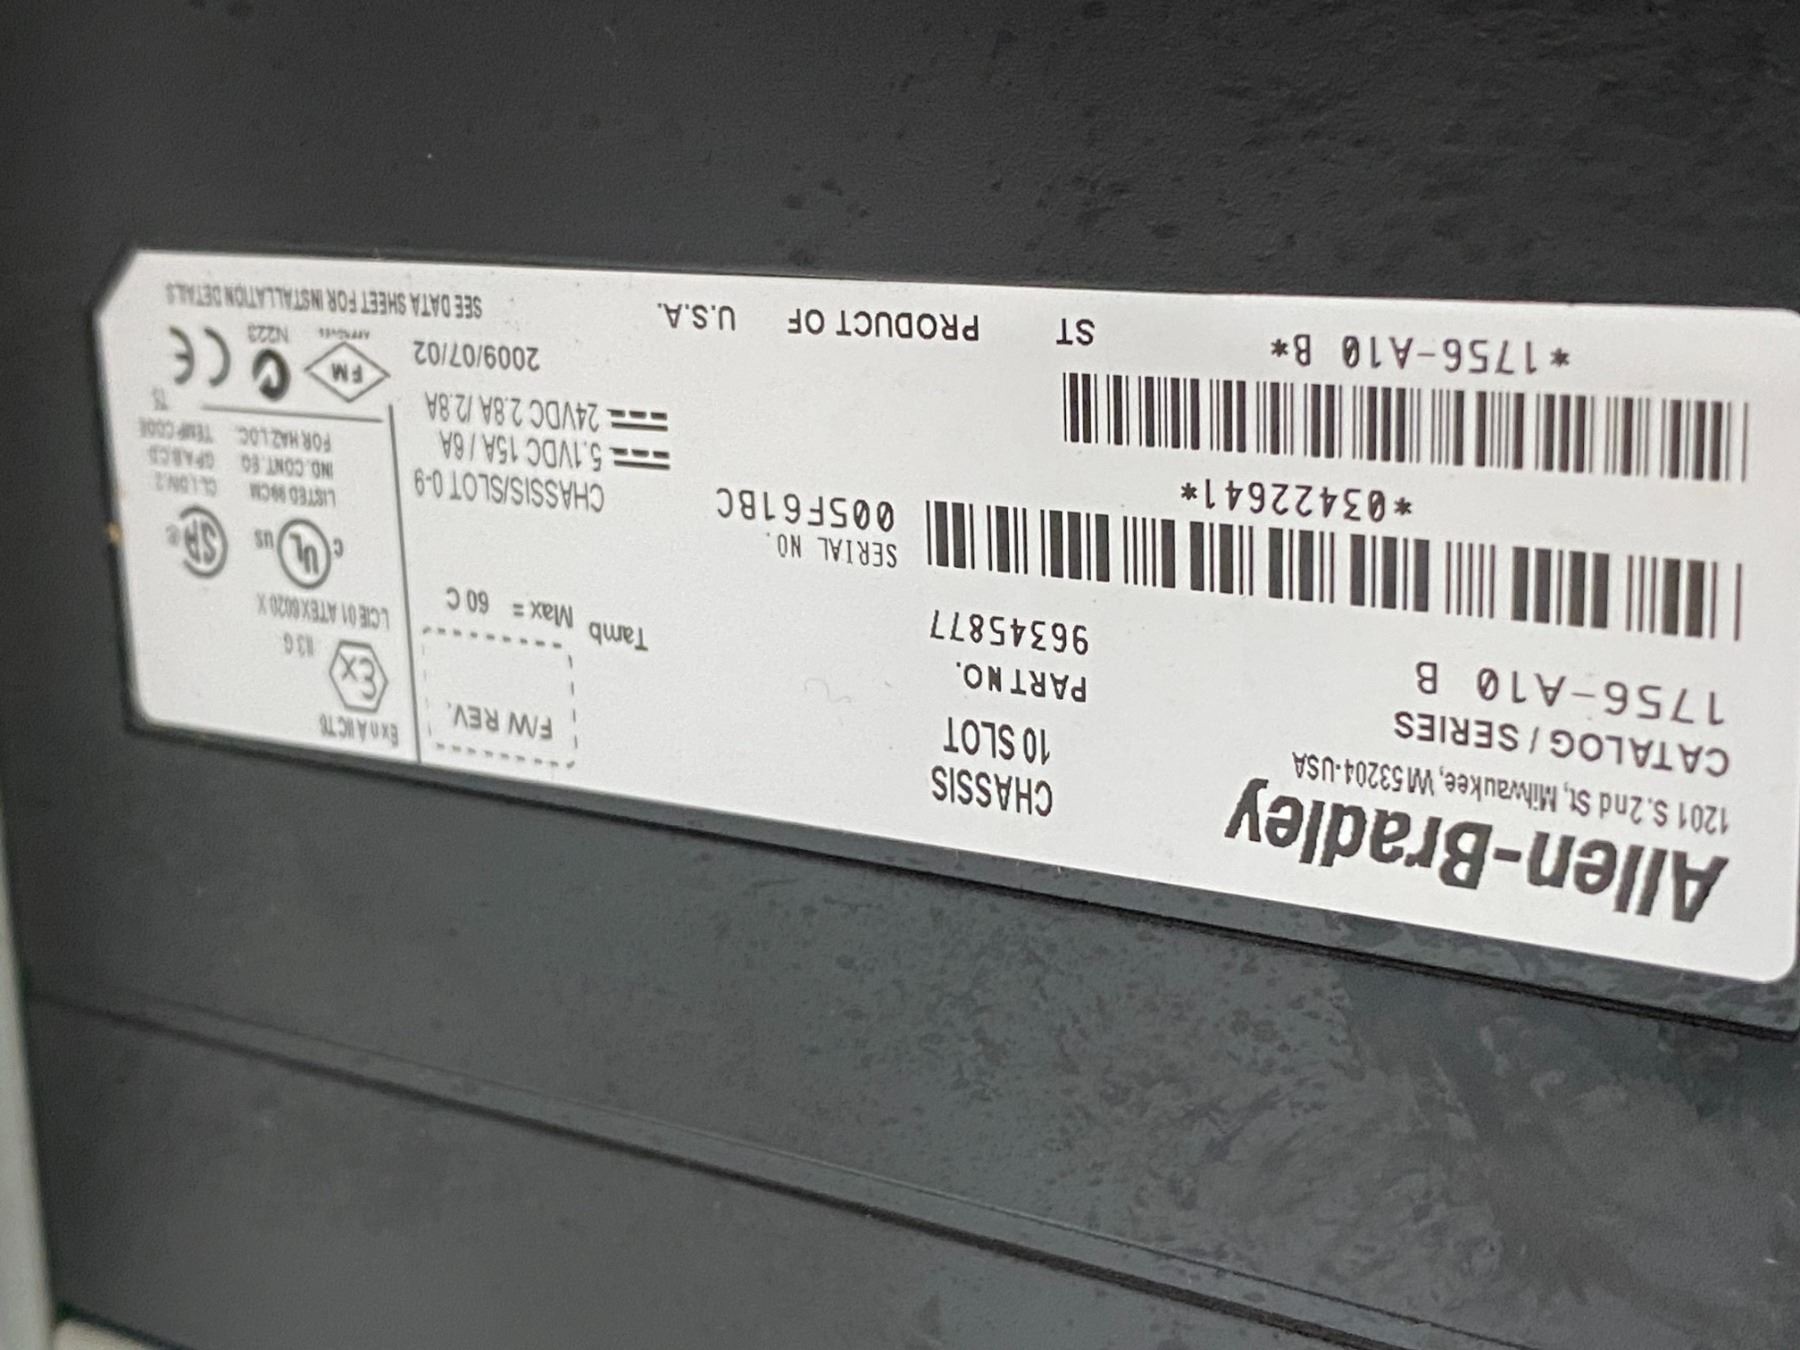 Allen-Bradley
1201 S. 2nd St, Milwaukee, WI 53204-USA
CATALOG / SERIES
1756-A10 B
*03422641*
*1756-A10 B*
CHASSIS
10 SLOT
PART NO.
96345877
SERIAL NO.
005F61BC
ST PRODUCT OF U.S.A.
F/W REV.
Tamb Max = 60 C
CHASSIS/SLOT 0-9
5.1VDC 15A / 6A
24VDC 2.8A /2.8A
2009/07/02
SEE DATA SHEET FOR INSTALLATION DETAILS
Ex nA IIC T6
Ex
II 3 G
LCIE 01 ATEX 6020 X
C UL US
LISTED 99CM
IND. CONT. EQ
FOR HAZ LOC.
CL I DIV. 2
GP A,B,C,D
TEMP CODE
FM
APPROVED
N223
CE